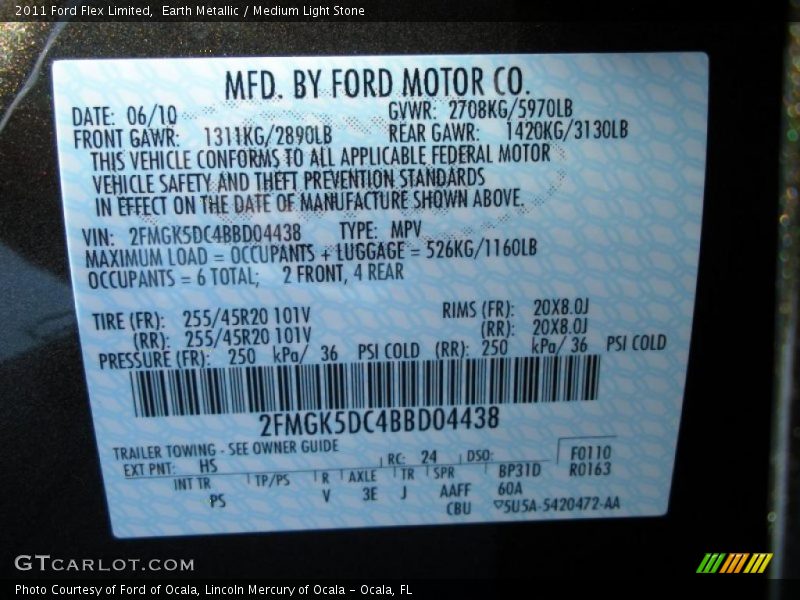 2011 Ford Flex Limited,  Earth Metallic / Medium Light Stone
MFD. BY FORD MOTOR CO.
DATE: 06/10 GVWR: 2708KG/5970LB
FRONT GAWR: 1311KG/2890LB REAR GAWR: 1420KG/3130LB
THIS VEHICLE CONFORMS TO ALL APPLICABLE FEDERAL MOTOR
VEHICLE SAFETY AND THEFT PREVENTION STANDARDS
IN EFFECT ON THE DATE OF MANUFACTURE SHOWN ABOVE.
VIN: 2FMGK5DC4BBD04438 TYPE: MPV
MAXIMUM LOAD = OCCUPANTS + LUGGAGE = 526KG/1160LB
OCCUPANTS = 6 TOTAL; 2 FRONT, 4 REAR
TIRE (FR): 255/45R20 101V RIMS (FR): 20X8.0J
(RR): 255/45R20 101V (RR): 20X8.0J
PRESSURE (FR): 250 kPa/ 36 PSI COLD (RR): 250 kPa/ 36 PSI COLD
2FMGK5DC4BBD04438
TRAILER TOWING - SEE OWNER GUIDE
EXT PNT: HS RC: 24 DSO: F0110
R0163
INT TR TP/PS R AXLE TR SPR BP31D
PS V 3E J AAFF 60A
CBU 5U5A-5420472-AA
GTCARLOT.COM
Photo Courtesy of Ford of Ocala, Lincoln Mercury of Ocala - Ocala, FL